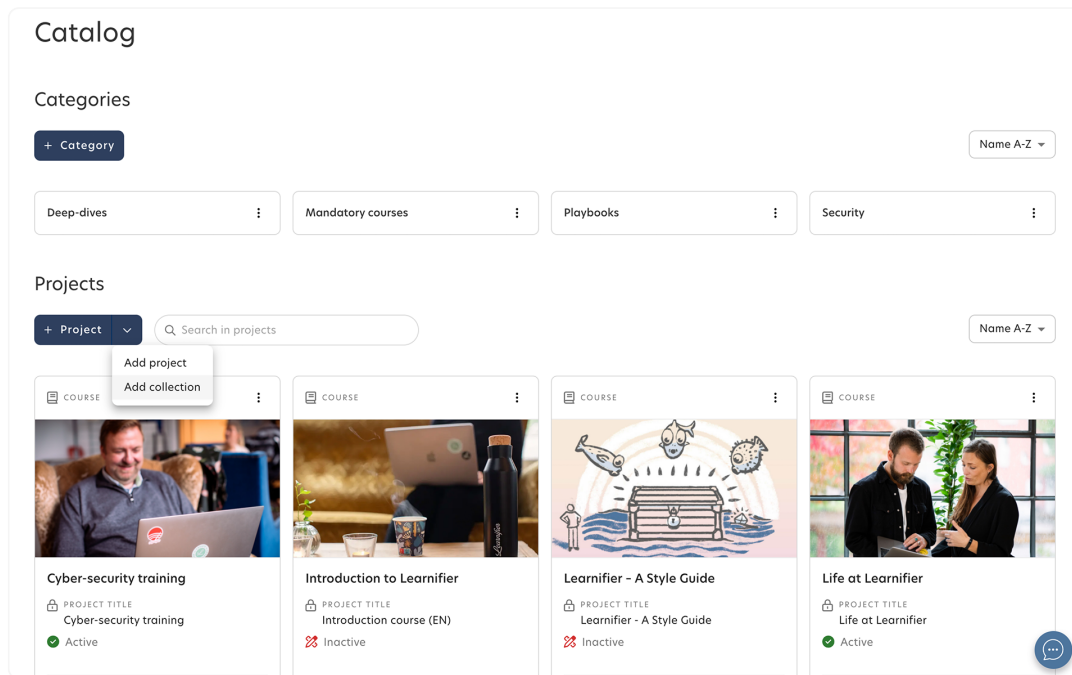 Catalog
Categories
+ Category
Name A-Z
Deep-dives
Mandatory courses
Playbooks
Security
Projects
+ Project
Search in projects
Name A-Z
Add project
Add collection
COURSE
COURSE
COURSE
COURSE
Learnifier
Cyber-security training
Introduction to Learnifier
Learnifier – A Style Guide
Life at Learnifier
PROJECT TITLE
PROJECT TITLE
PROJECT TITLE
PROJECT TITLE
Cyber-security training
Introduction course (EN)
Learnifier - A Style Guide
Life at Learnifier
Active
Inactive
Inactive
Active